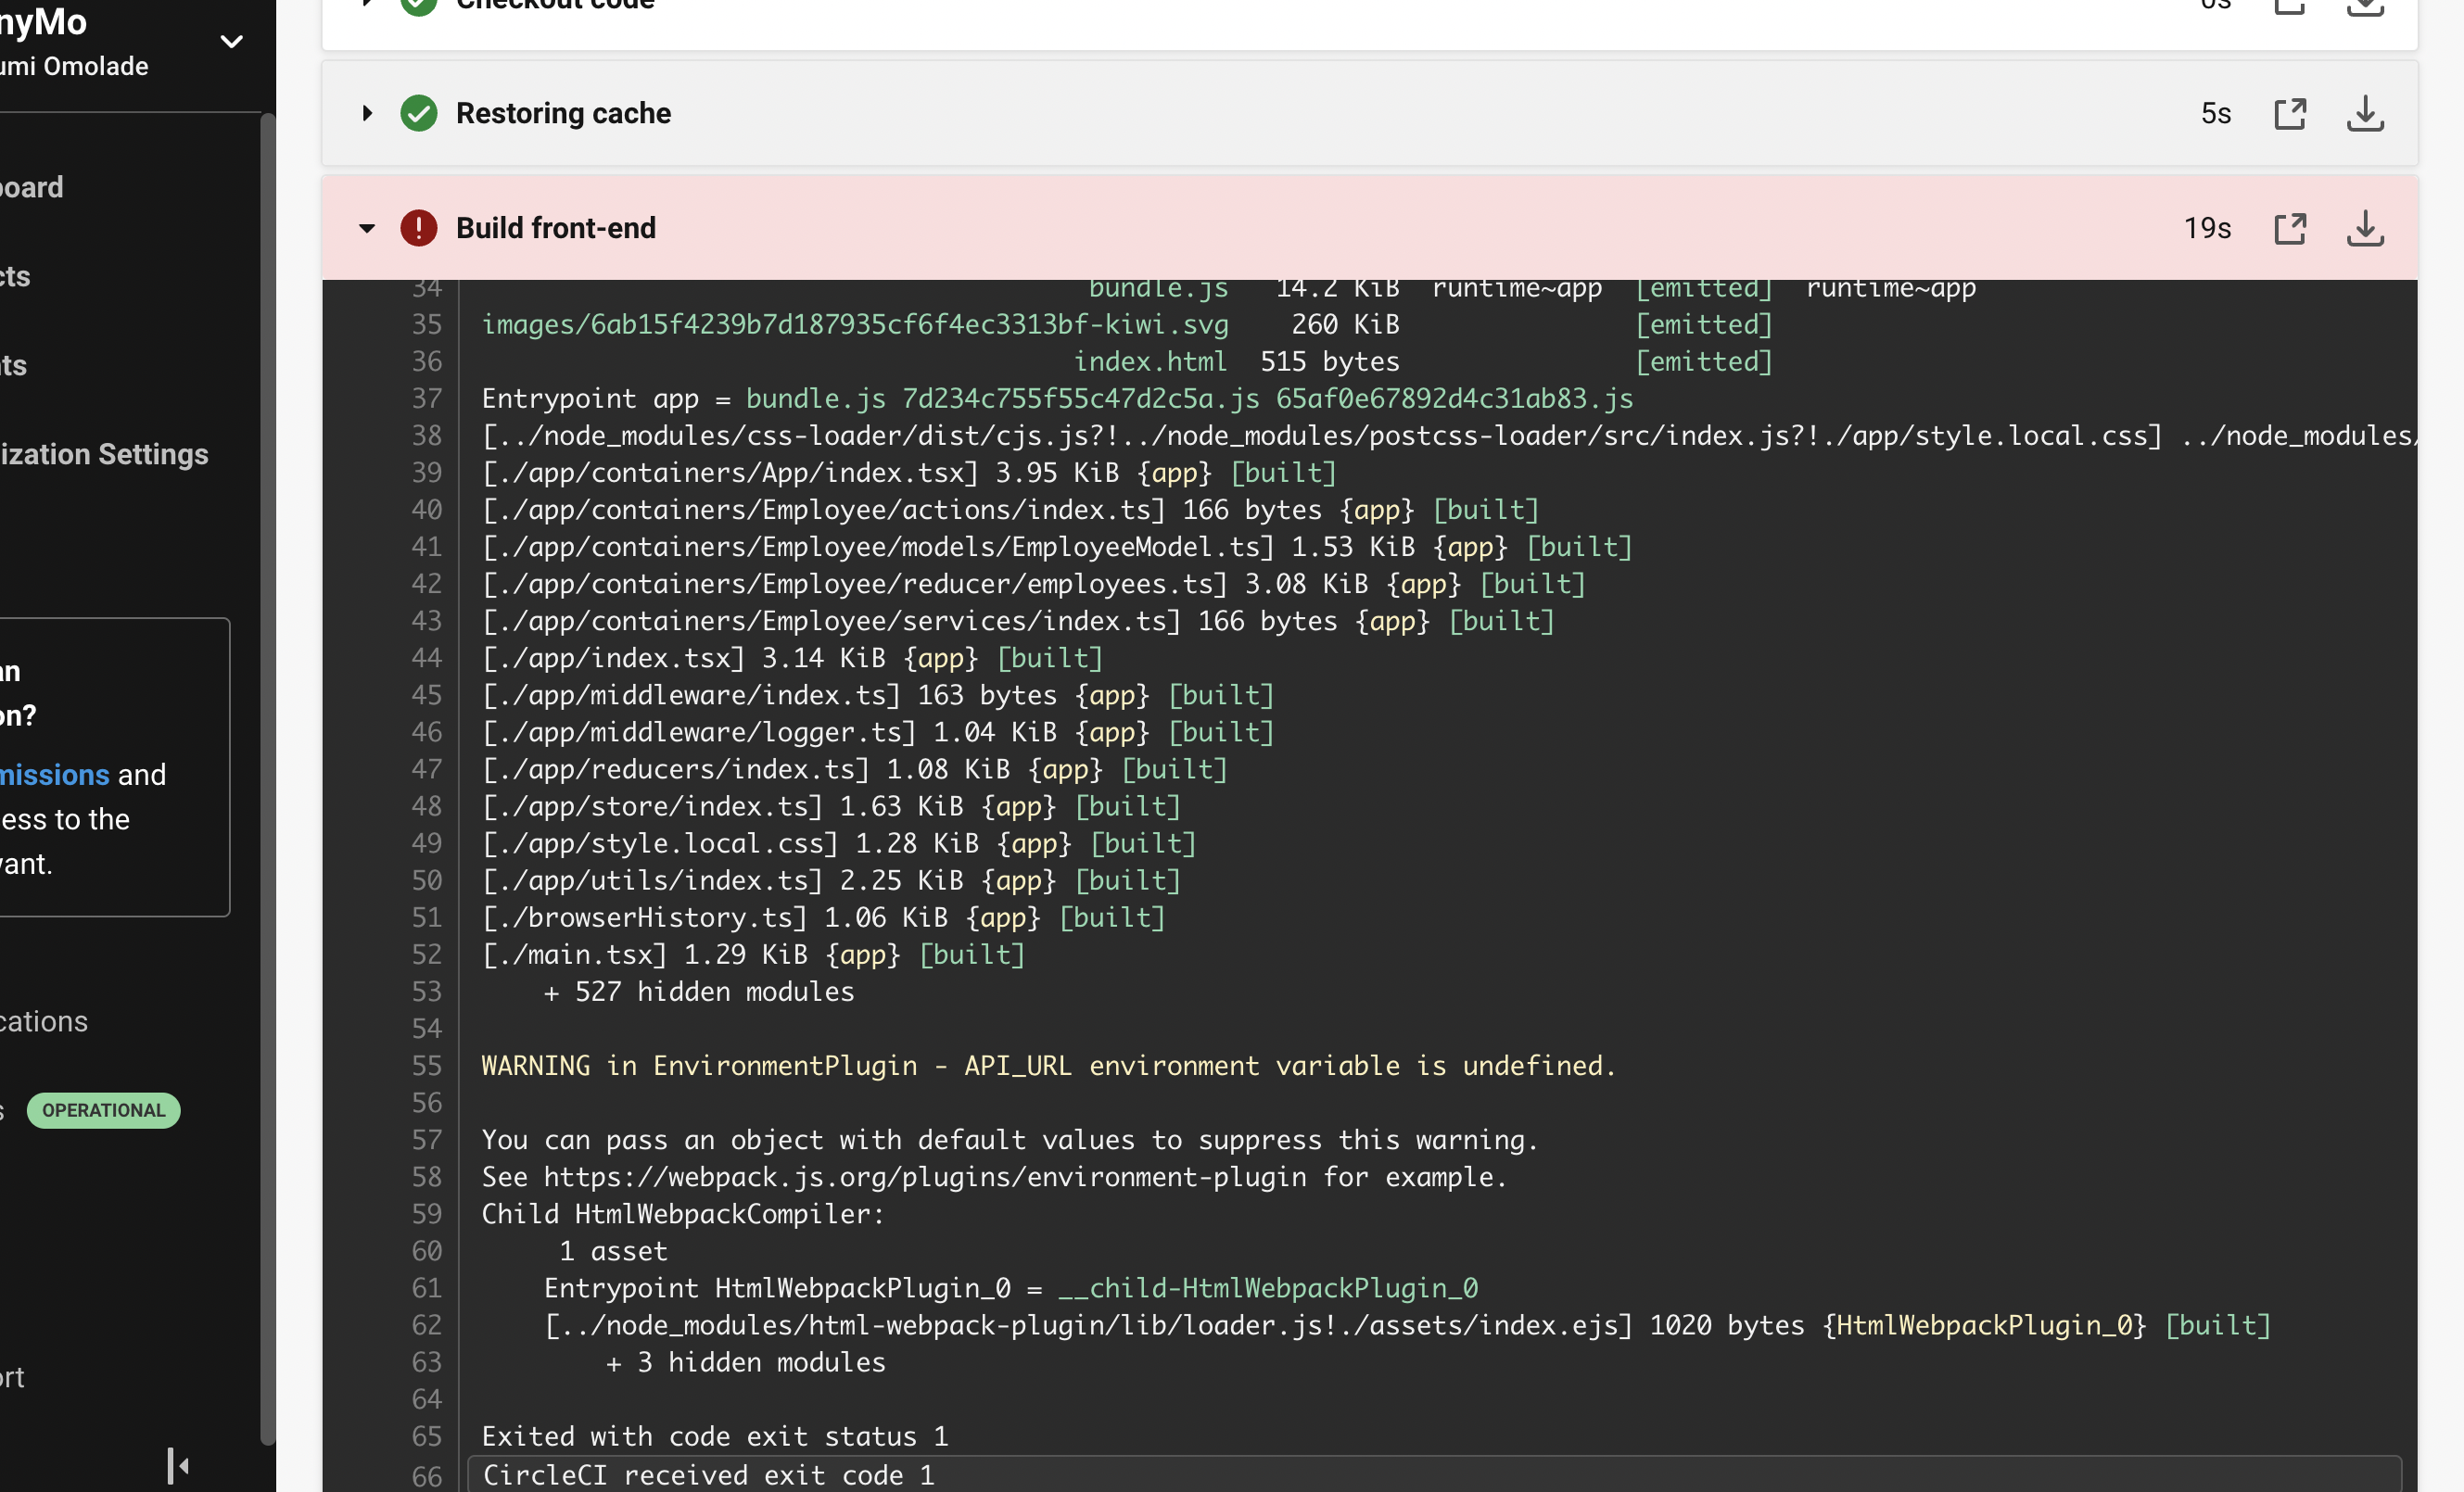 nyMo
umi Omolade
board
cts
nts
ization Settings
an
on?
missions and
ess to the
vant.
cations
s OPERATIONAL
ort
Checkout code 0s
Restoring cache 5s
Build front-end 19s
34 bundle.js 14.2 KiB runtime~app [emitted] runtime~app
35 images/6ab15f4239b7d187935cf6f4ec3313bf-kiwi.svg 260 KiB [emitted]
36 index.html 515 bytes [emitted]
37 Entrypoint app = bundle.js 7d234c755f55c47d2c5a.js 65af0e67892d4c31ab83.js
38 [../node_modules/css-loader/dist/cjs.js?!../node_modules/postcss-loader/src/index.js?!./app/style.local.css] ../node_modules/
39 [./app/containers/App/index.tsx] 3.95 KiB {app} [built]
40 [./app/containers/Employee/actions/index.ts] 166 bytes {app} [built]
41 [./app/containers/Employee/models/EmployeeModel.ts] 1.53 KiB {app} [built]
42 [./app/containers/Employee/reducer/employees.ts] 3.08 KiB {app} [built]
43 [./app/containers/Employee/services/index.ts] 166 bytes {app} [built]
44 [./app/index.tsx] 3.14 KiB {app} [built]
45 [./app/middleware/index.ts] 163 bytes {app} [built]
46 [./app/middleware/logger.ts] 1.04 KiB {app} [built]
47 [./app/reducers/index.ts] 1.08 KiB {app} [built]
48 [./app/store/index.ts] 1.63 KiB {app} [built]
49 [./app/style.local.css] 1.28 KiB {app} [built]
50 [./app/utils/index.ts] 2.25 KiB {app} [built]
51 [./browserHistory.ts] 1.06 KiB {app} [built]
52 [./main.tsx] 1.29 KiB {app} [built]
53 + 527 hidden modules
54
55 WARNING in EnvironmentPlugin - API_URL environment variable is undefined.
56
57 You can pass an object with default values to suppress this warning.
58 See https://webpack.js.org/plugins/environment-plugin for example.
59 Child HtmlWebpackCompiler:
60 1 asset
61 Entrypoint HtmlWebpackPlugin_0 = __child-HtmlWebpackPlugin_0
62 [../node_modules/html-webpack-plugin/lib/loader.js!./assets/index.ejs] 1020 bytes {HtmlWebpackPlugin_0} [built]
63 + 3 hidden modules
64
65 Exited with code exit status 1
66 CircleCI received exit code 1